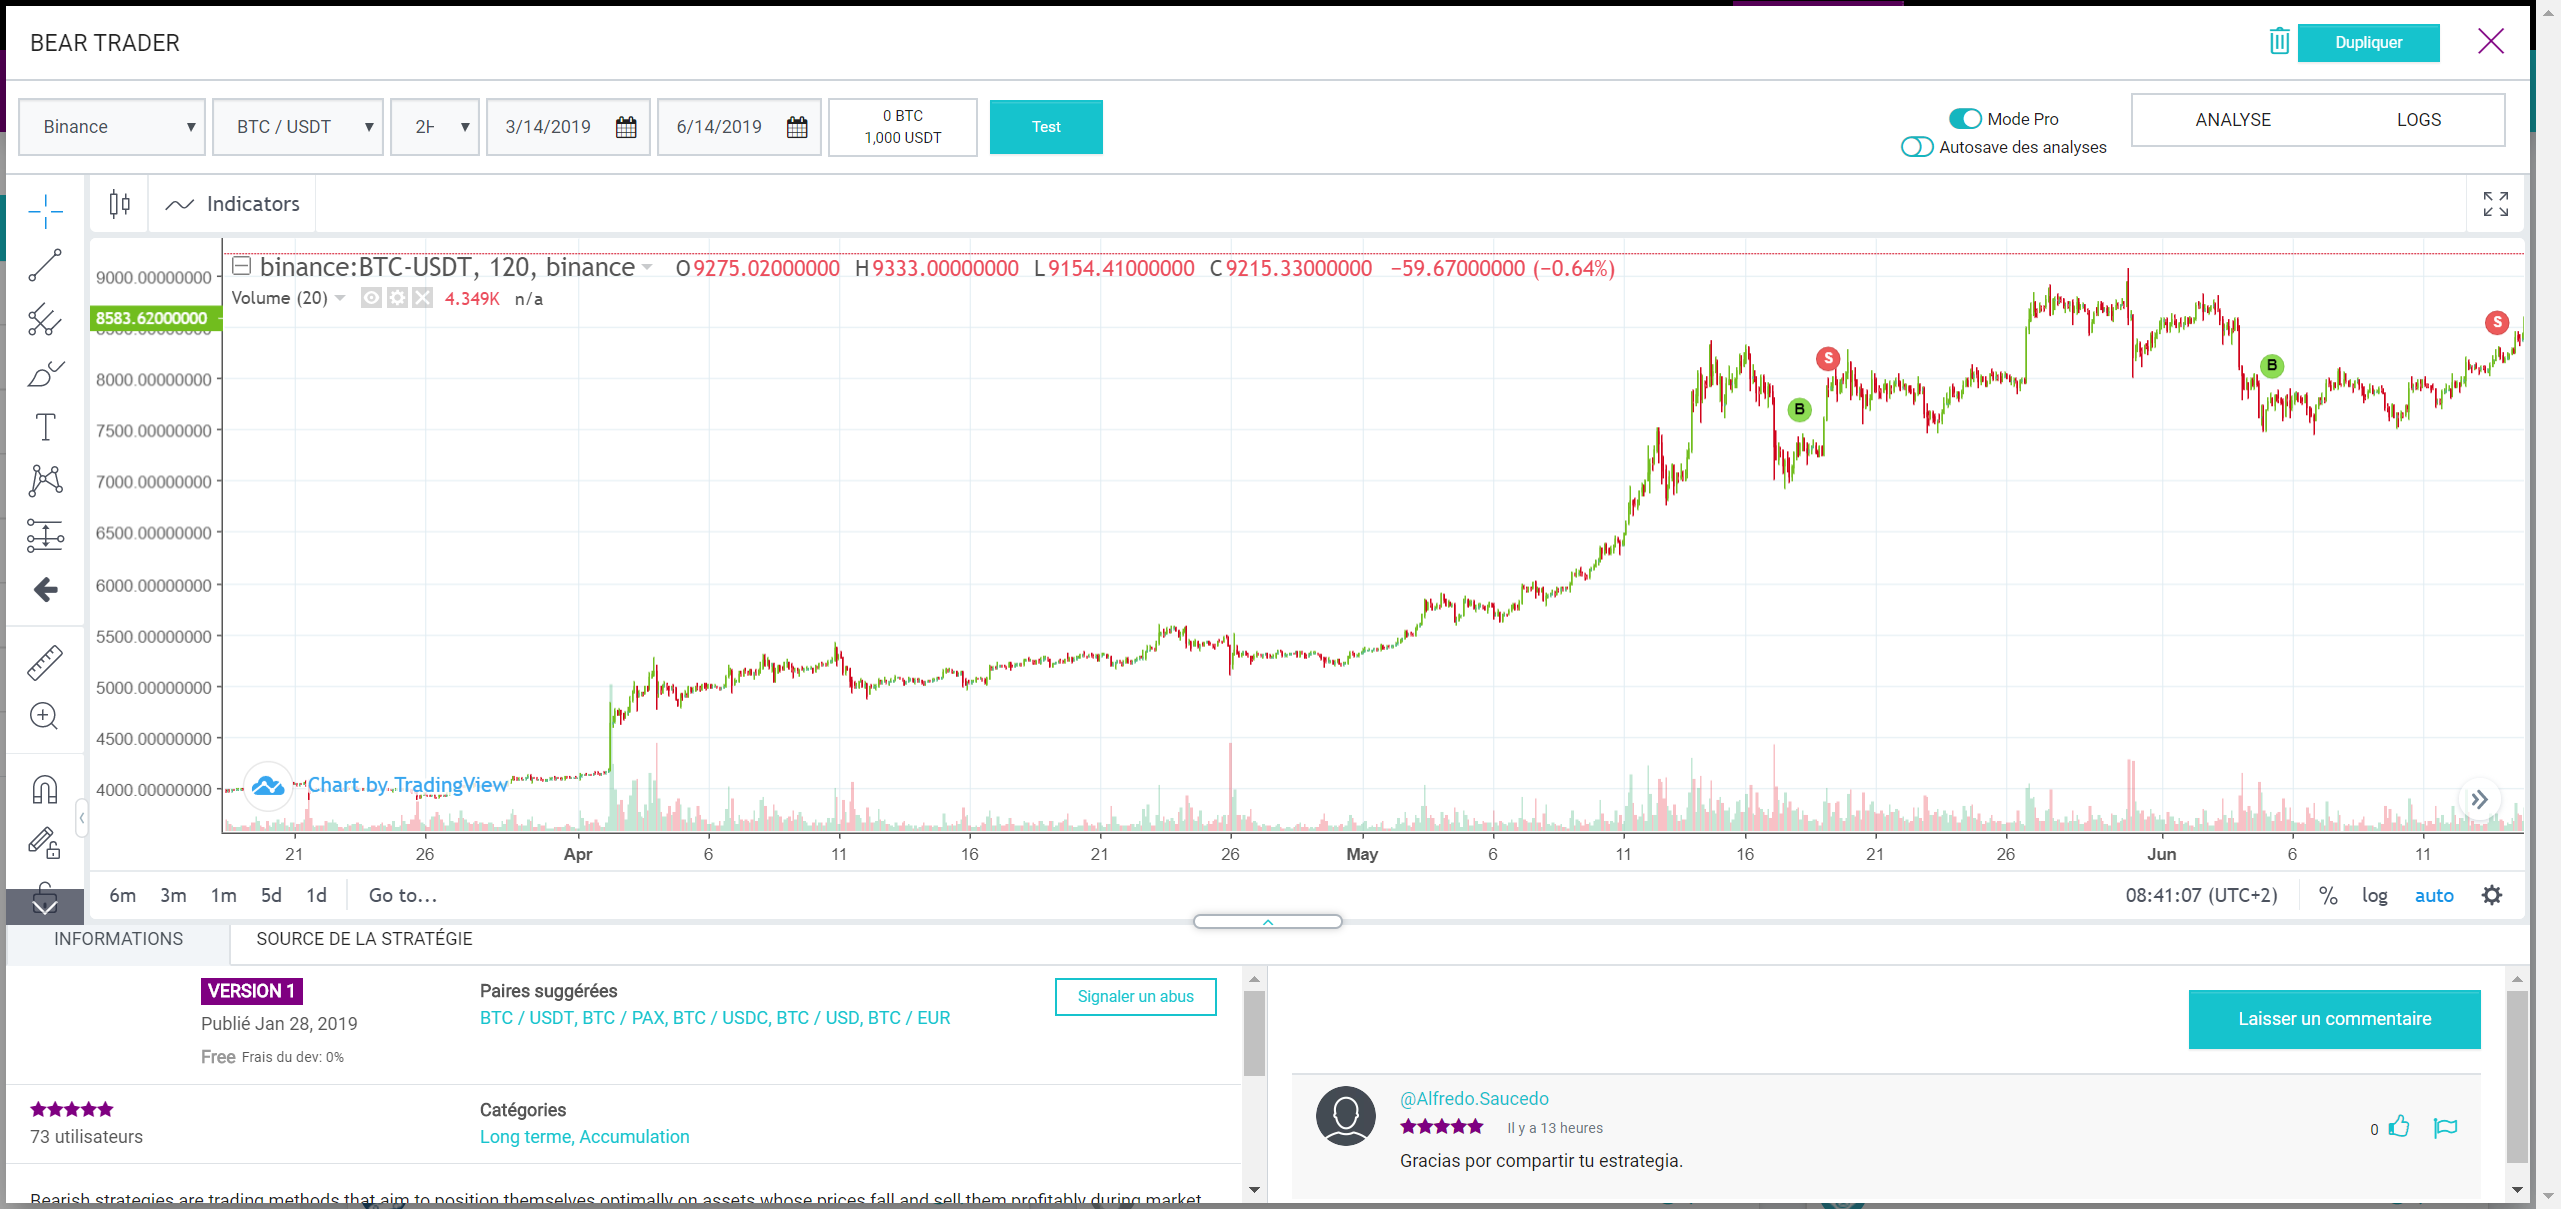 BEAR TRADER
Dupliquer
Binance
BTC / USDT
3/14/2019
6/14/2019
0 BTC
1,000 USDT
Test
Mode Pro
Autosave des analyses
ANALYSE
LOGS
Indicators
binance:BTC-USDT, 120, binance O9275.02000000 H9333.00000000 L9154.41000000 C9215.33000000 −59.67000000 (−0.64%)
Volume (20) 4.349K n/a
9000.00000000
8583.62000000
8000.00000000
7500.00000000
7000.00000000
6500.00000000
6000.00000000
5500.00000000
5000.00000000
4500.00000000
4000.00000000
B
S
B
S
Chart by TradingView
21 26 Apr 6 11 16 21 26 May 6 11 16 21 26 Jun 6 11
6m 3m 1m 5d 1d Go to...
08:41:07 (UTC+2) % log auto
INFORMATIONS
SOURCE DE LA STRATÉGIE
VERSION 1
Publié Jan 28, 2019
Free Frais du dev: 0%
Paires suggérées
BTC / USDT, BTC / PAX, BTC / USDC, BTC / USD, BTC / EUR
Signaler un abus
73 utilisateurs
Catégories
Long terme, Accumulation
Bearish strategies are trading methods that aim to position themselves optimally on assets whose prices fall and sell them profitably during market
Laisser un commentaire
@Alfredo.Saucedo
Il y a 13 heures
0
Gracias por compartir tu estrategia.